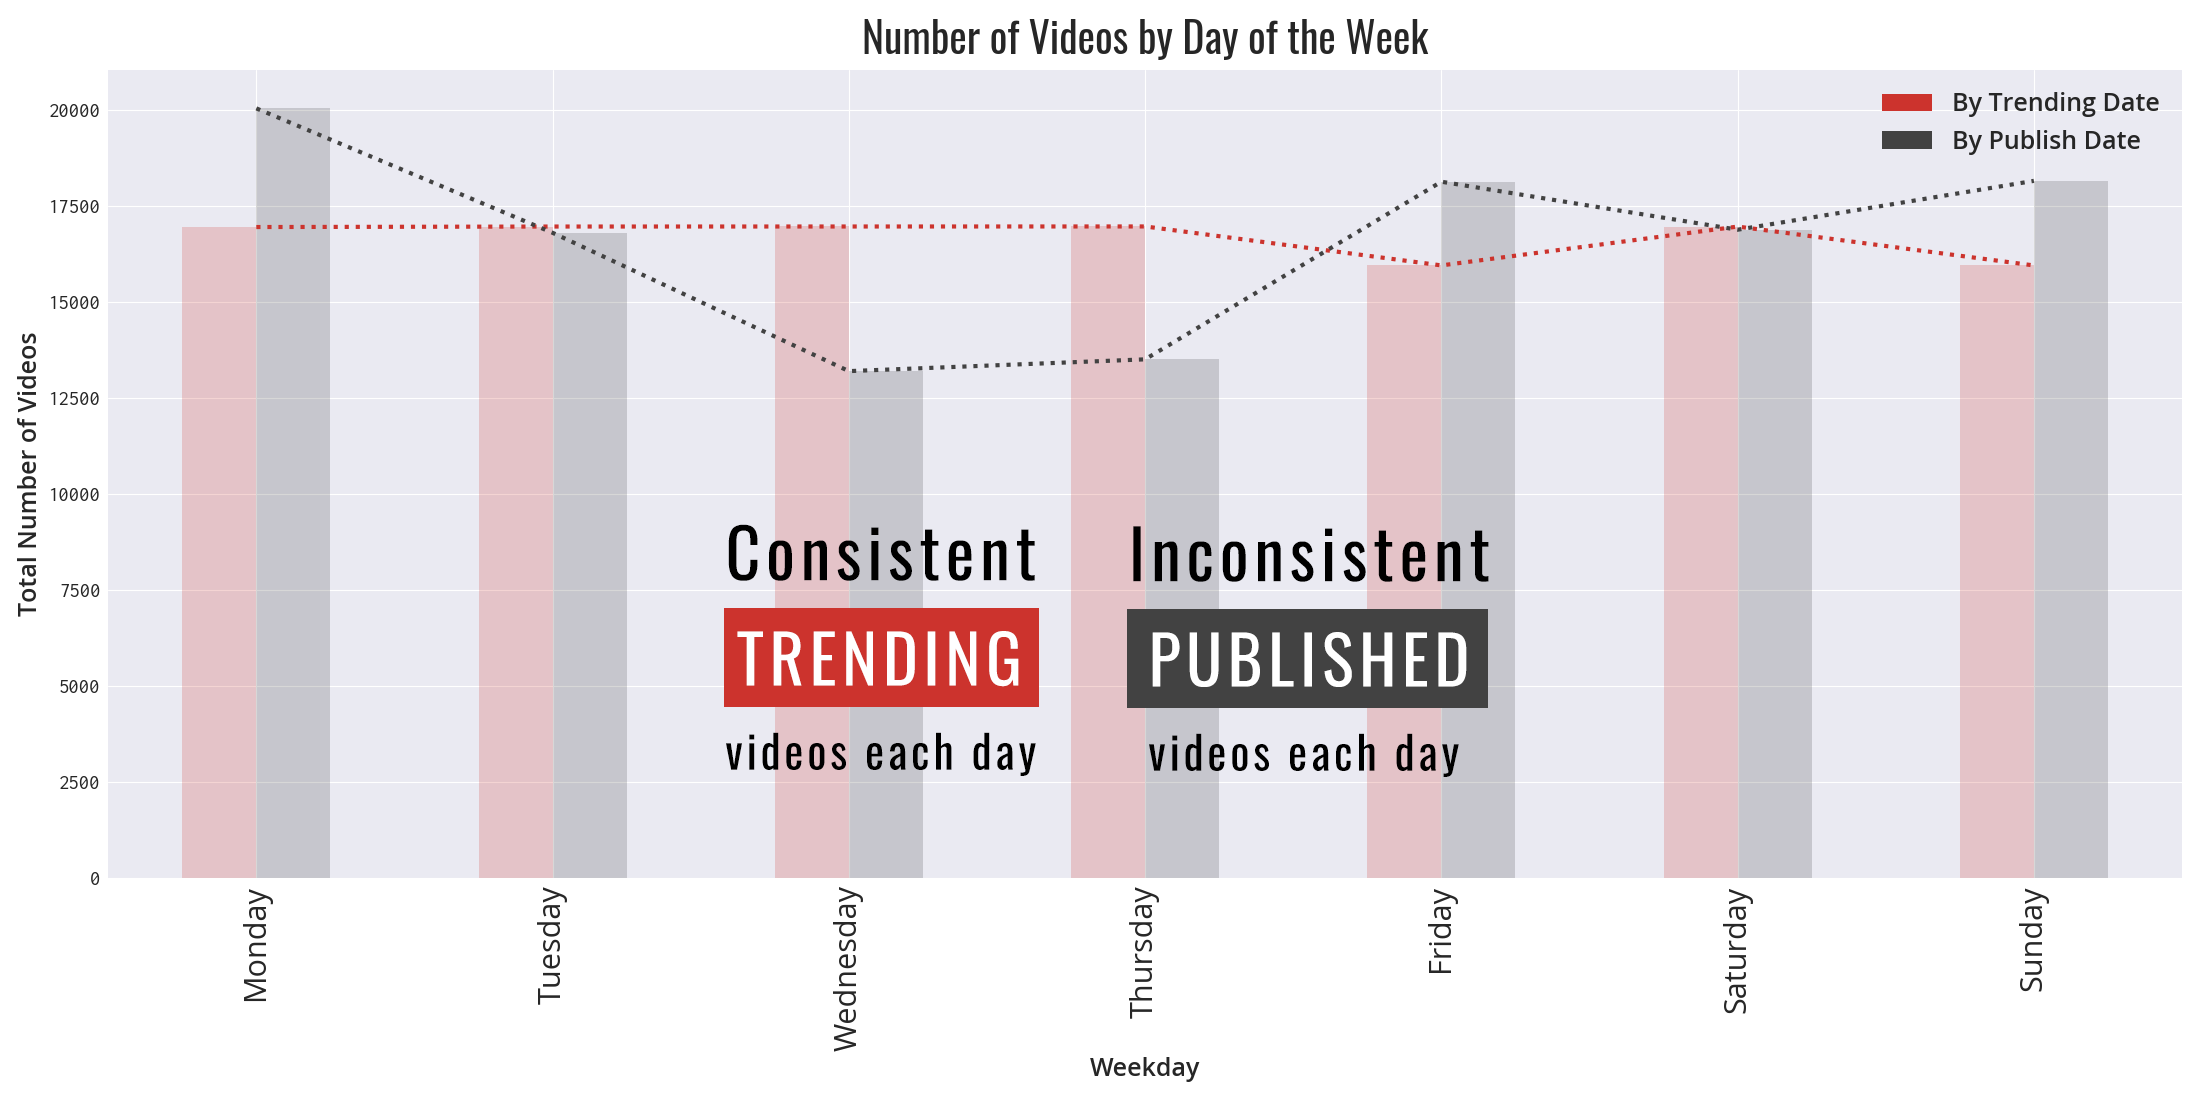 Number of Videos by Day of the Week
By Trending Date
By Publish Date
Total Number of Videos
20000
17500
15000
12500
10000
7500
5000
2500
0
Consistent
TRENDING
videos each day
Inconsistent
PUBLISHED
videos each day
Monday
Tuesday
Wednesday
Thursday
Friday
Saturday
Sunday
Weekday